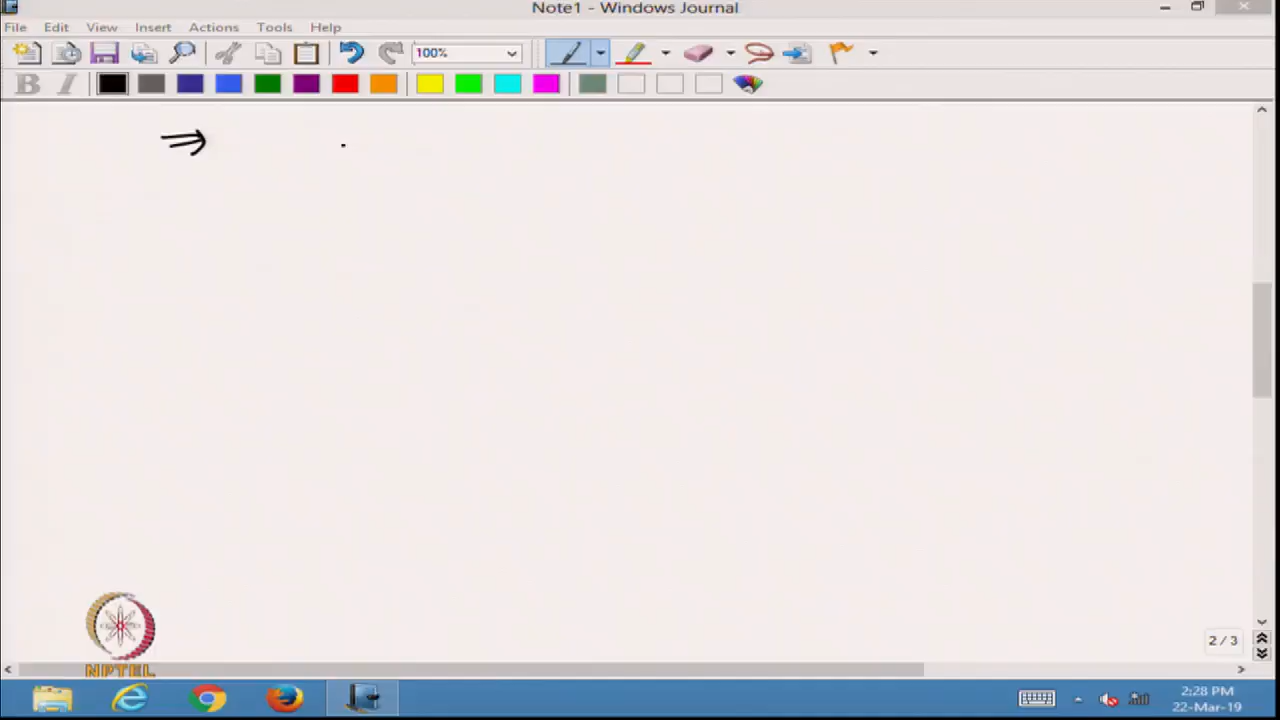 Note1 - Windows Journal
File Edit View Insert Actions Tools Help
100%
B I
⇒ .
2 / 3
NPTEL
2:28 PM
22-Mar-19